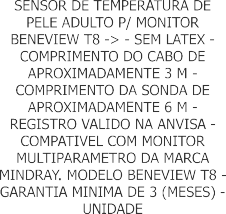 SENSOR DE TEMPERATURA DE
PELE ADULTO P/ MONITOR
BENEVIEW T8 -> - SEM LATEX -
COMPRIMENTO DO CABO DE
APROXIMADAMENTE 3 M -
COMPRIMENTO DA SONDA DE
APROXIMADAMENTE 6 M -
REGISTRO VALIDO NA ANVISA -
COMPATIVEL COM MONITOR
MULTIPARAMETRO DA MARCA
MINDRAY, MODELO BENEVIEW T8 -
GARANTIA MINIMA DE 3 (MESES) -
UNIDADE